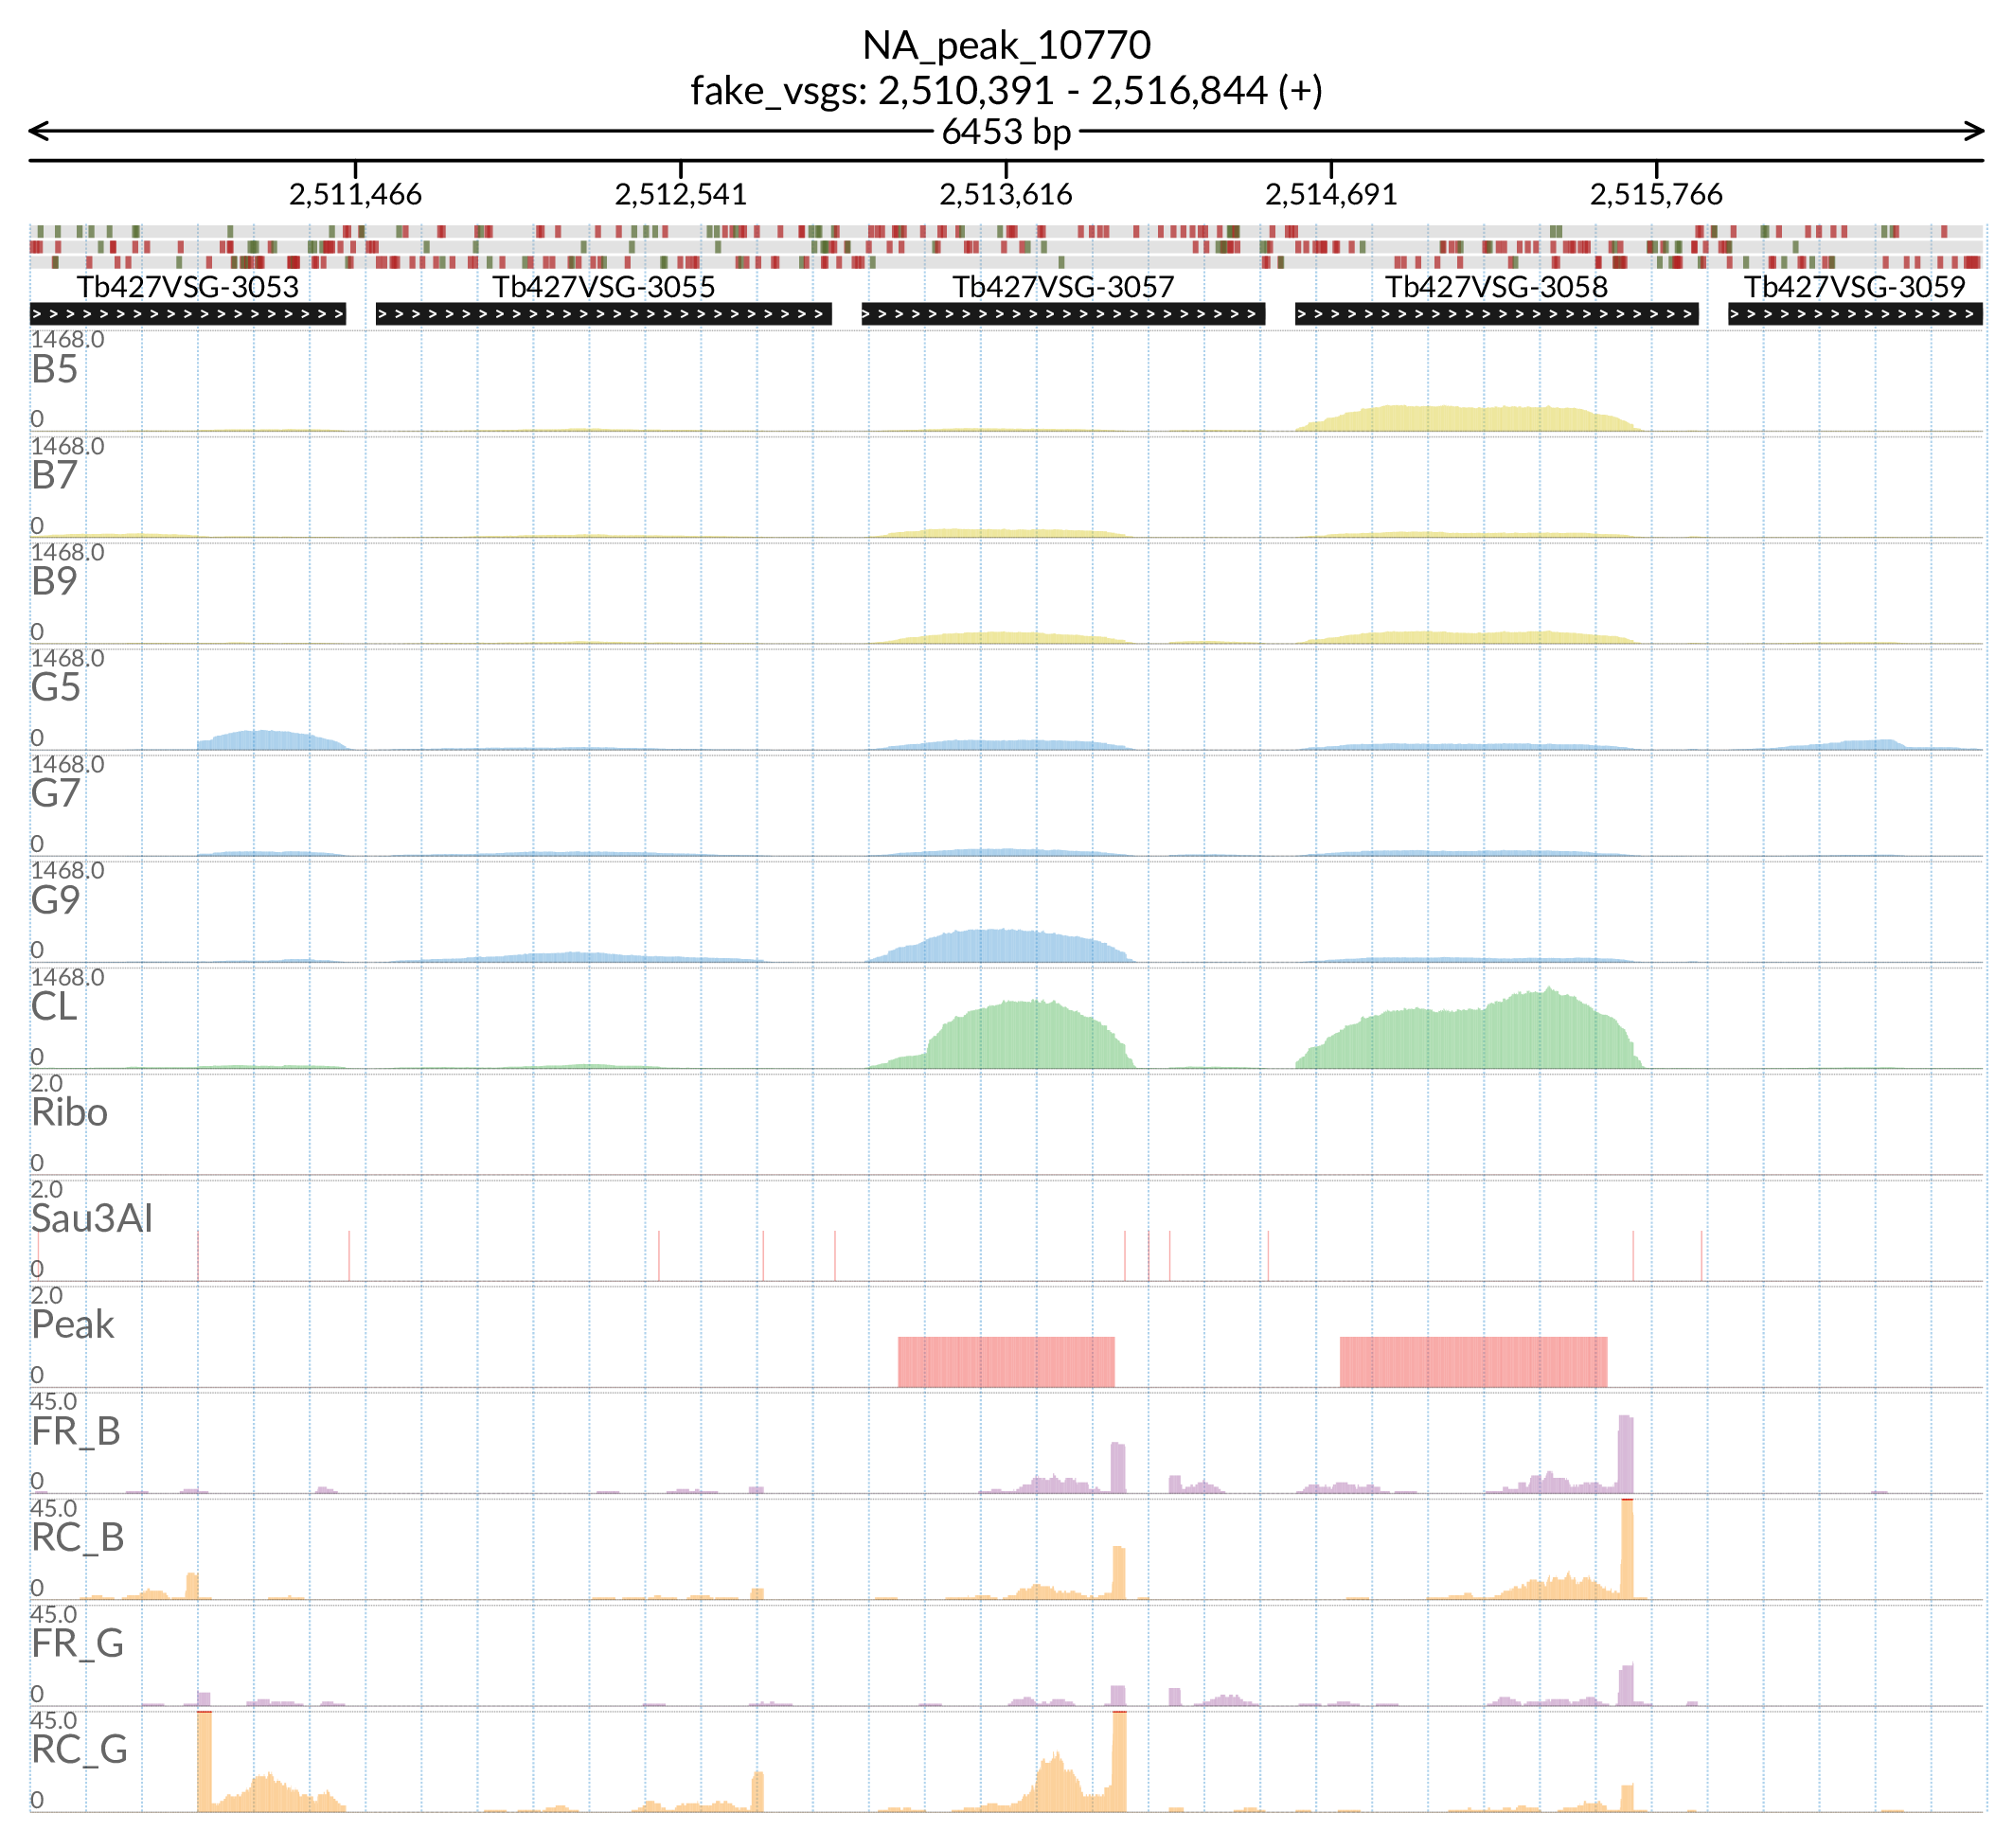 NA_peak_10770
fake_vsgs: 2,510,391 - 2,516,844 (+)
6453 bp
2,511,466 2,512,541 2,513,616 2,514,691 2,515,766
Tb427VSG-3053 Tb427VSG-3055 Tb427VSG-3057 Tb427VSG-3058 Tb427VSG-3059
1468.0
B5
0
1468.0
B7
0
1468.0
B9
0
1468.0
G5
0
1468.0
G7
0
1468.0
G9
0
1468.0
CL
0
2.0
Ribo
0
2.0
Sau3AI
0
2.0
Peak
0
45.0
FR_B
0
45.0
RC_B
0
45.0
FR_G
0
45.0
RC_G
0